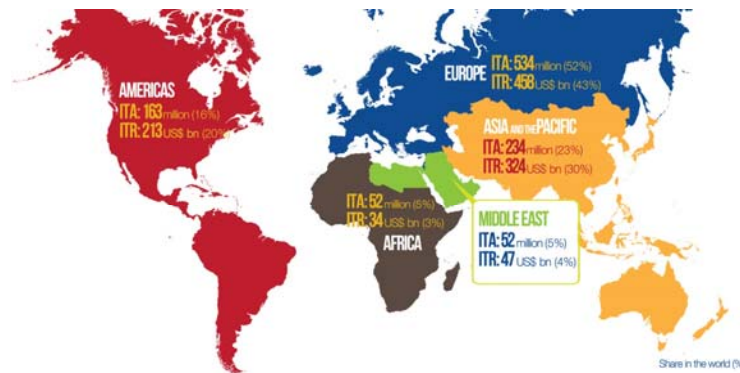 AMERICAS
ITA: 163 million (16%)
ITR: 213 US$ bn (20%)
EUROPE
ITA: 534 million (52%)
ITR: 458 US$ bn (43%)
ASIA AND THE PACIFIC
ITA: 234 million (23%)
ITR: 324 US$ bn (30%)
ITA: 52 million (5%)
ITR: 34 US$ bn (3%)
AFRICA
MIDDLE EAST
ITA: 52 million (5%)
ITR: 47 US$ bn (4%)
Share in the world (%